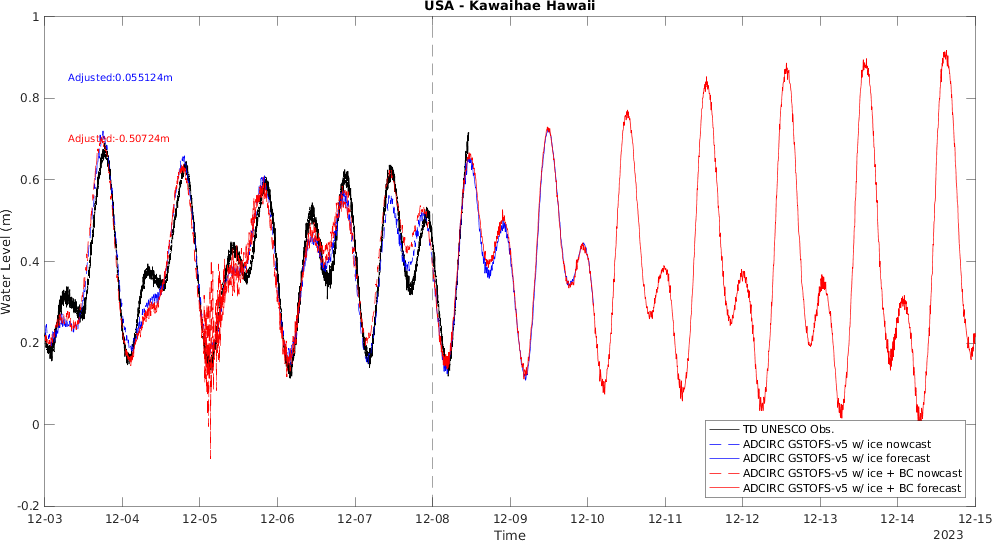 USA - Kawaihae Hawaii
Water Level (m)
1
0.8
0.6
0.4
0.2
0
-0.2
Adjusted:0.055124m
Adjusted:-0.50724m
TD UNESCO Obs.
ADCIRC GSTOFS-v5 w/ ice nowcast
ADCIRC GSTOFS-v5 w/ ice forecast
ADCIRC GSTOFS-v5 w/ ice + BC nowcast
ADCIRC GSTOFS-v5 w/ ice + BC forecast
12-03 12-04 12-05 12-06 12-07 12-08 12-09 12-10 12-11 12-12 12-13 12-14 12-15
Time
2023